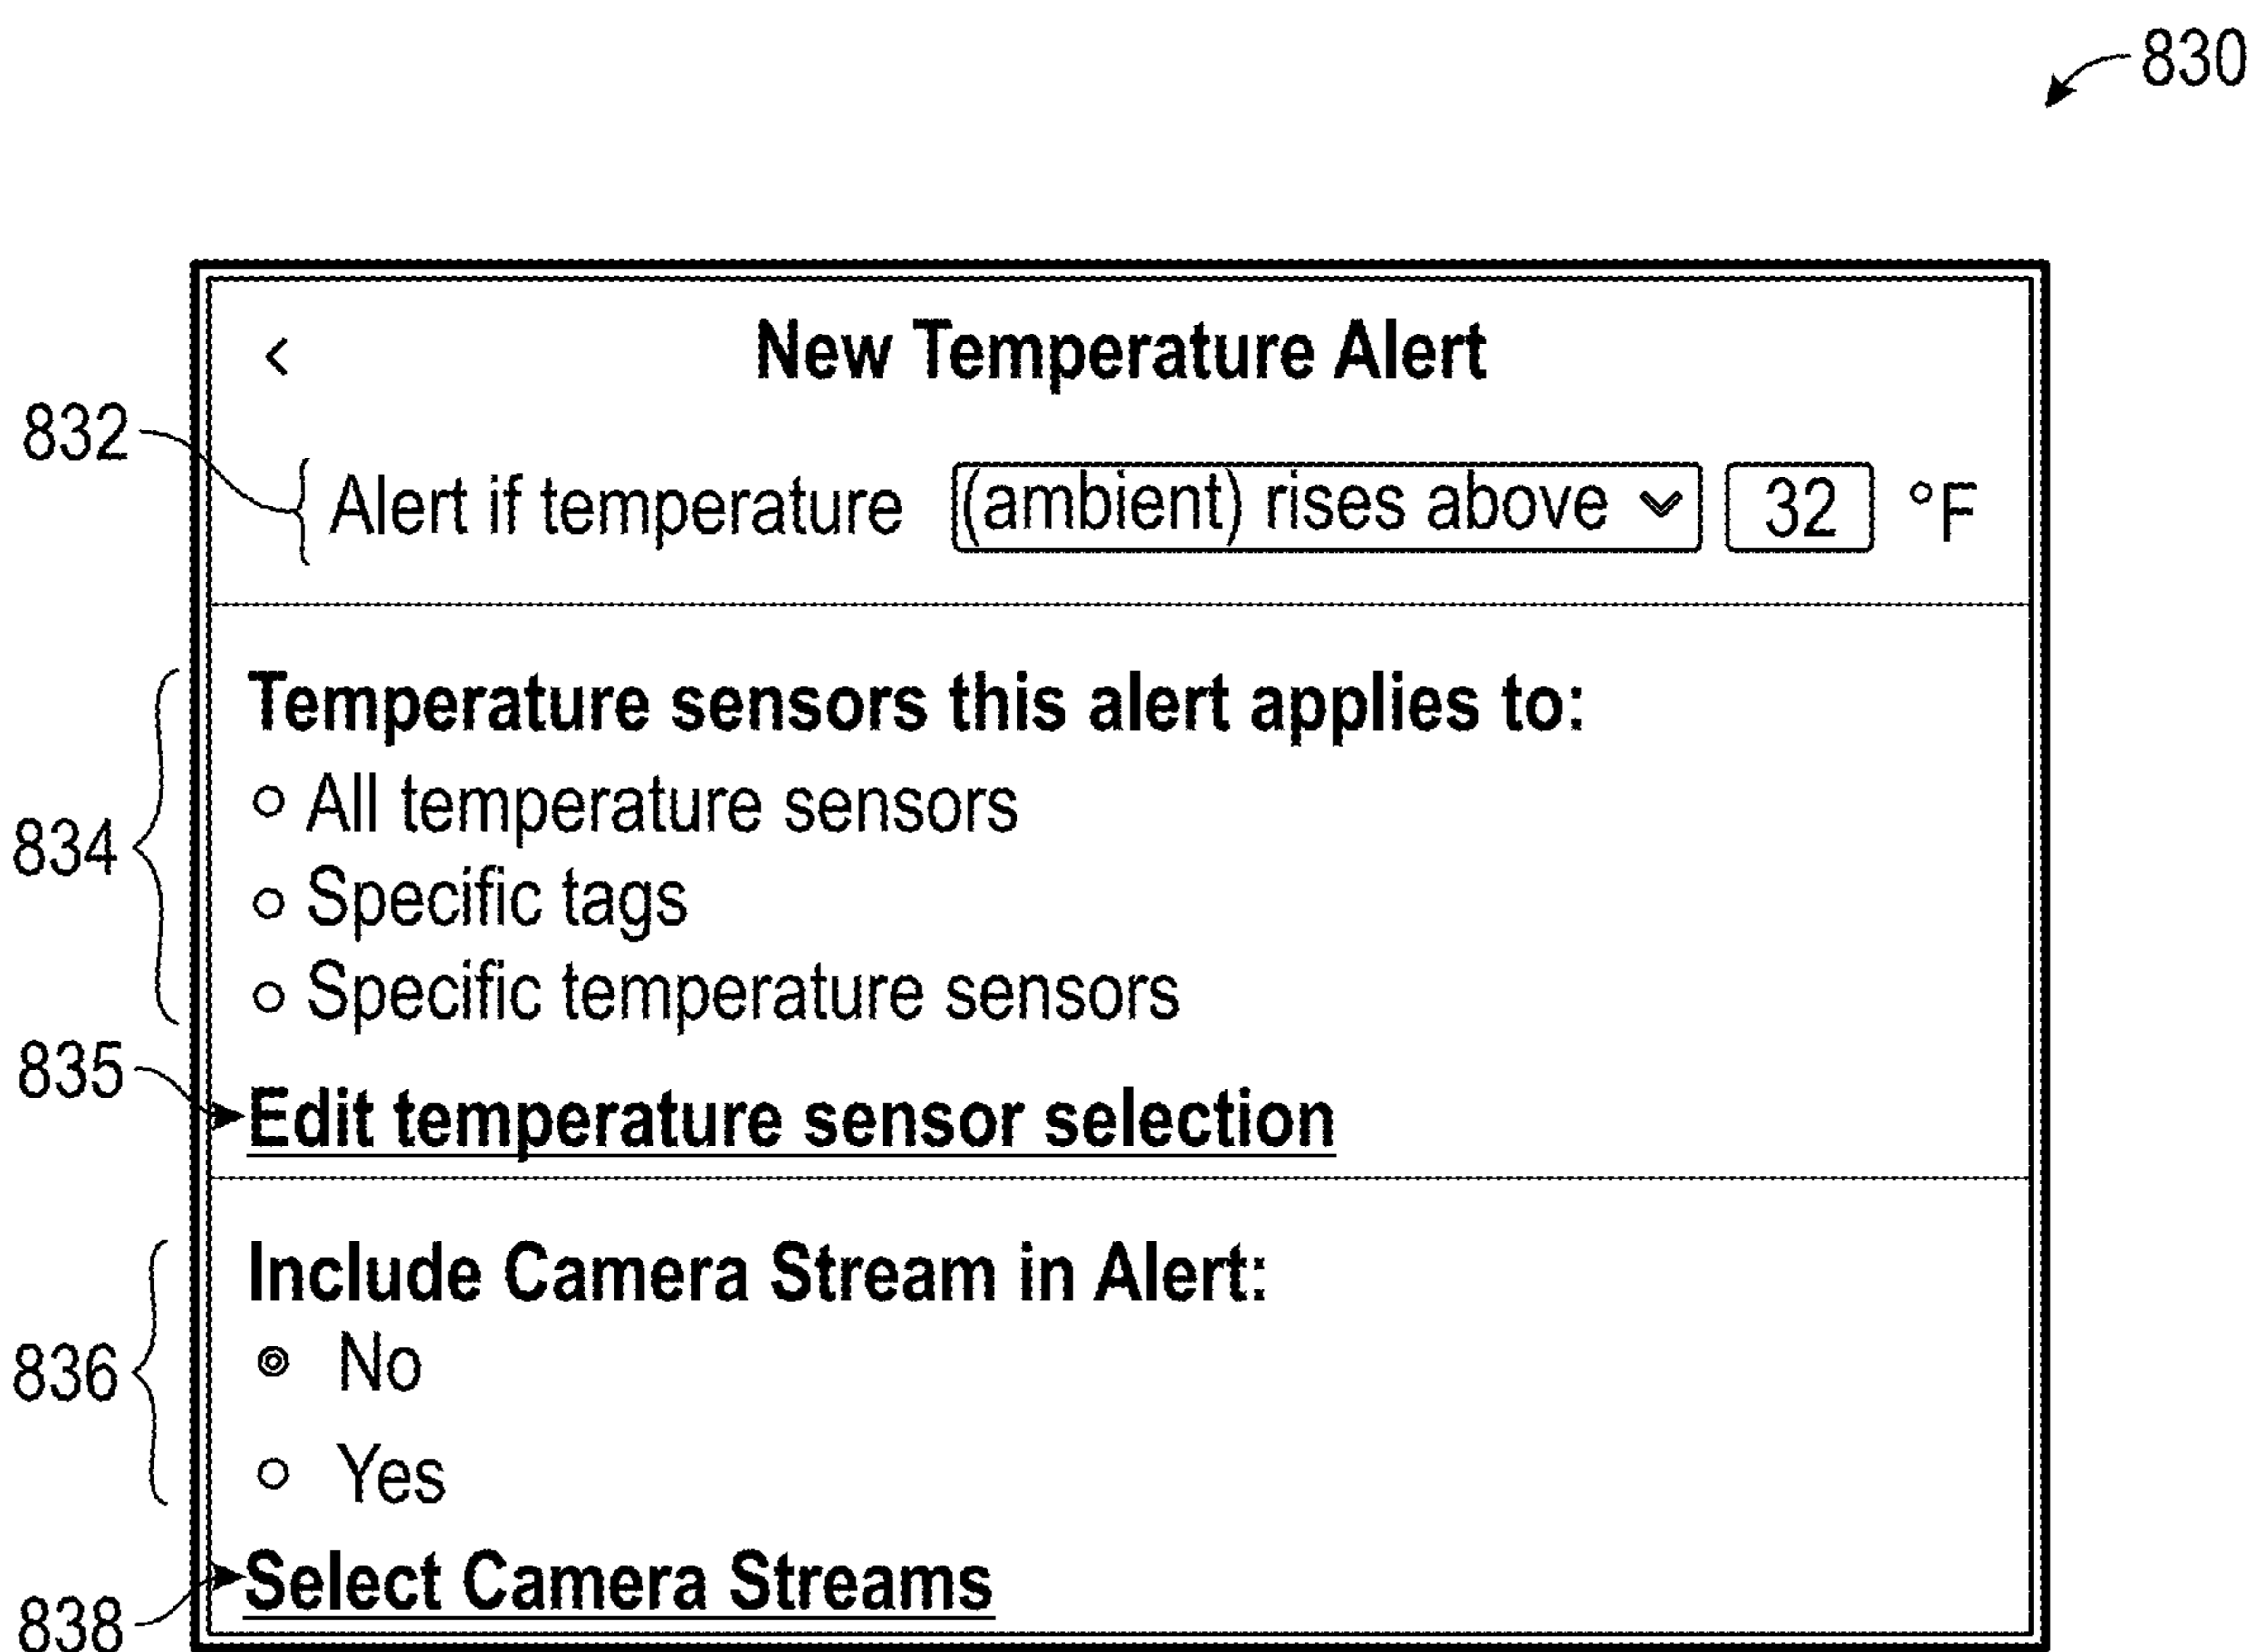 830
< New Temperature Alert
832
Alert if temperature (ambient) rises above 32 °F
Temperature sensors this alert applies to:
All temperature sensors
834
Specific tags
Specific temperature sensors
835
Edit temperature sensor selection
Include Camera Stream in Alert:
836
No
Yes
Select Camera Streams
838